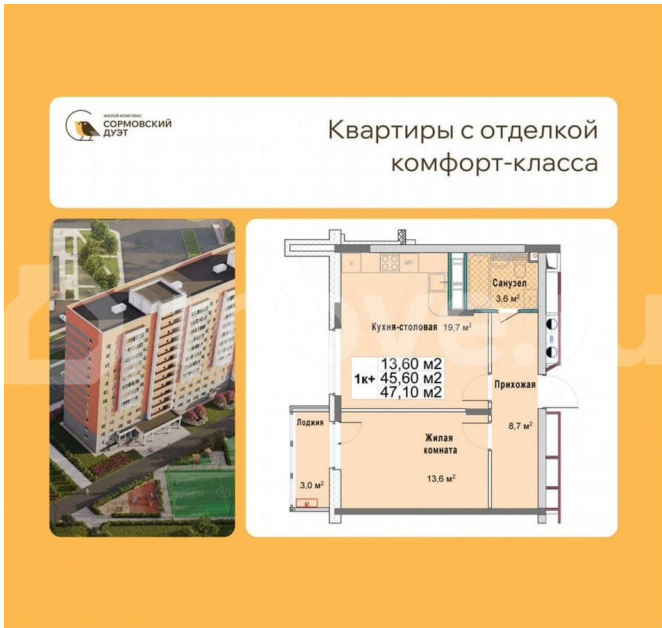 ЖИЛОЙ КОМПЛЕКС
СОРМОВСКИЙ
ДУЭТ
Квартиры с отделкой
комфорт-класса
Санузел
3,6 м²
Кухня-столовая 19,7 м²
13,60 м2
1к+ 45,60 м2
47,10 м2
Прихожая
8,7 м²
Лоджия
3,0 м²
Жилая
комната
13,6 м²